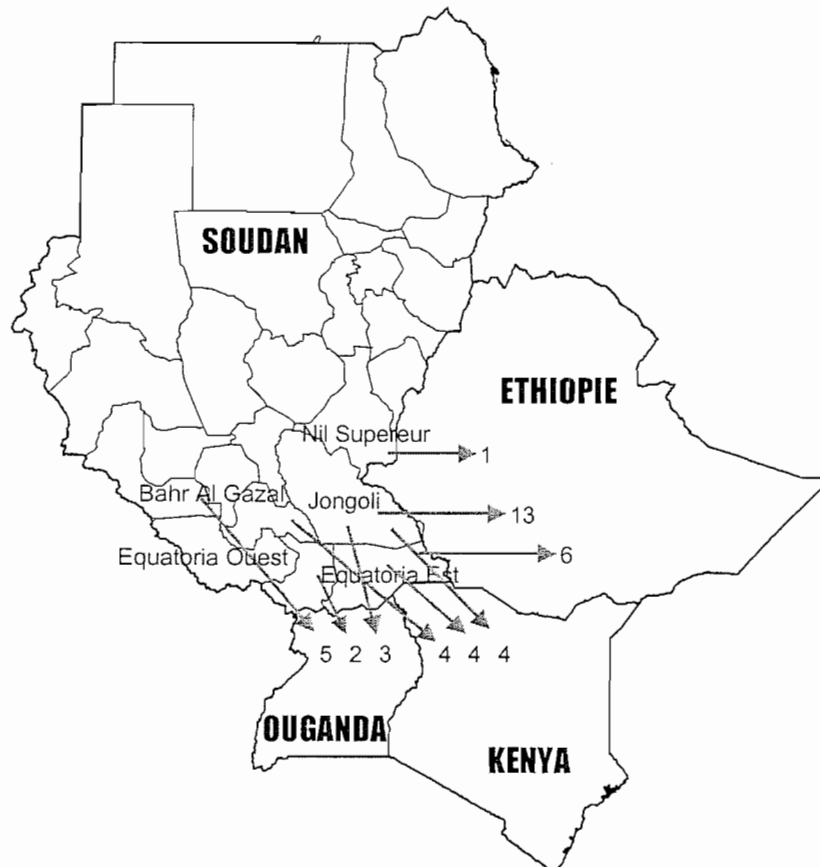 SOUDAN
ETHIOPIE
Nil Supereur
1
Bahr Al Gazal
Jongoli
13
Equatoria Ouest
6
Equatoria Est
5 2 3 4 4 4
OUGANDA
KENYA